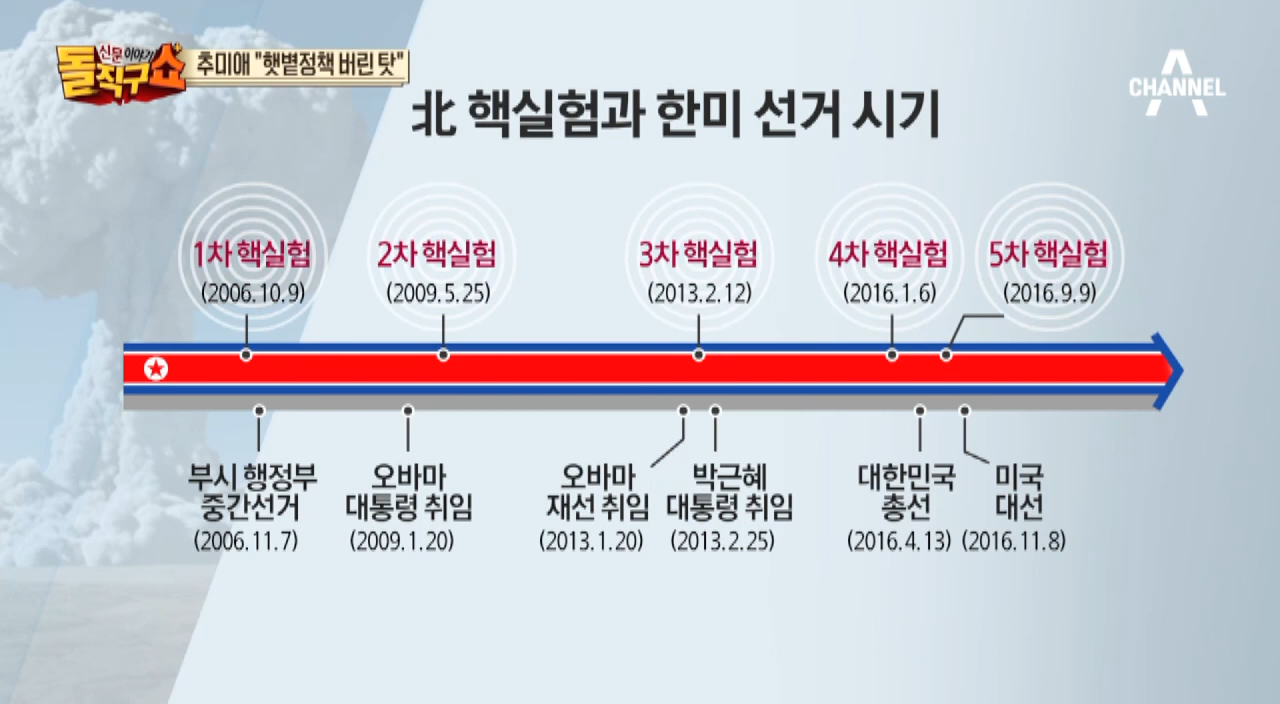 신문이야기
돌직구쇼+
추미애 "햇볕정책 버린 탓"
CHANNEL A
北 핵실험과 한미 선거 시기
1차 핵실험
(2006.10.9)
2차 핵실험
(2009.5.25)
3차 핵실험
(2013.2.12)
4차 핵실험
(2016.1.6)
5차 핵실험
(2016.9.9)
부시 행정부
중간선거
(2006.11.7)
오바마
대통령 취임
(2009.1.20)
오바마
재선 취임
(2013.1.20)
박근혜
대통령 취임
(2013.2.25)
대한민국
총선
(2016.4.13)
미국
대선
(2016.11.8)